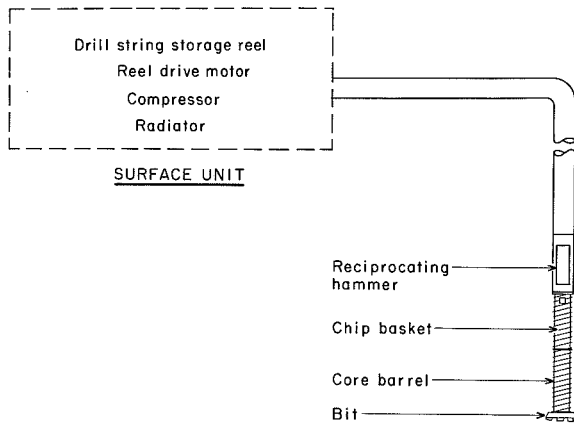 Drill string storage reel
Reel drive motor
Compressor
Radiator
SURFACE UNIT
Reciprocating
hammer
Chip basket
Core barrel
Bit